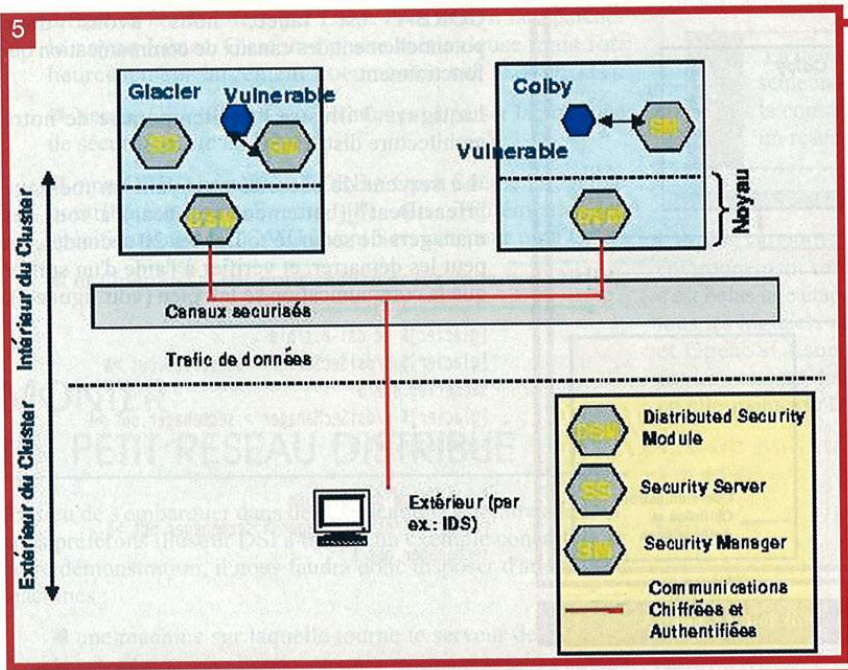 5
Glacier
Vulnerable
SS
SM
DSM
Colby
Vulnerable
SM
DSM
Noyau
Canaux securisés
Trafic de données
Intérieur du Cluster
Extérieur du Cluster
Extérieur (par
ex.: IDS)
DSM
Distributed Security
Module
SS
Security Server
SM
Security Manager
Communications
Chiffrées et
Authentifiées
PETIT RESEAU DISTRIBUE